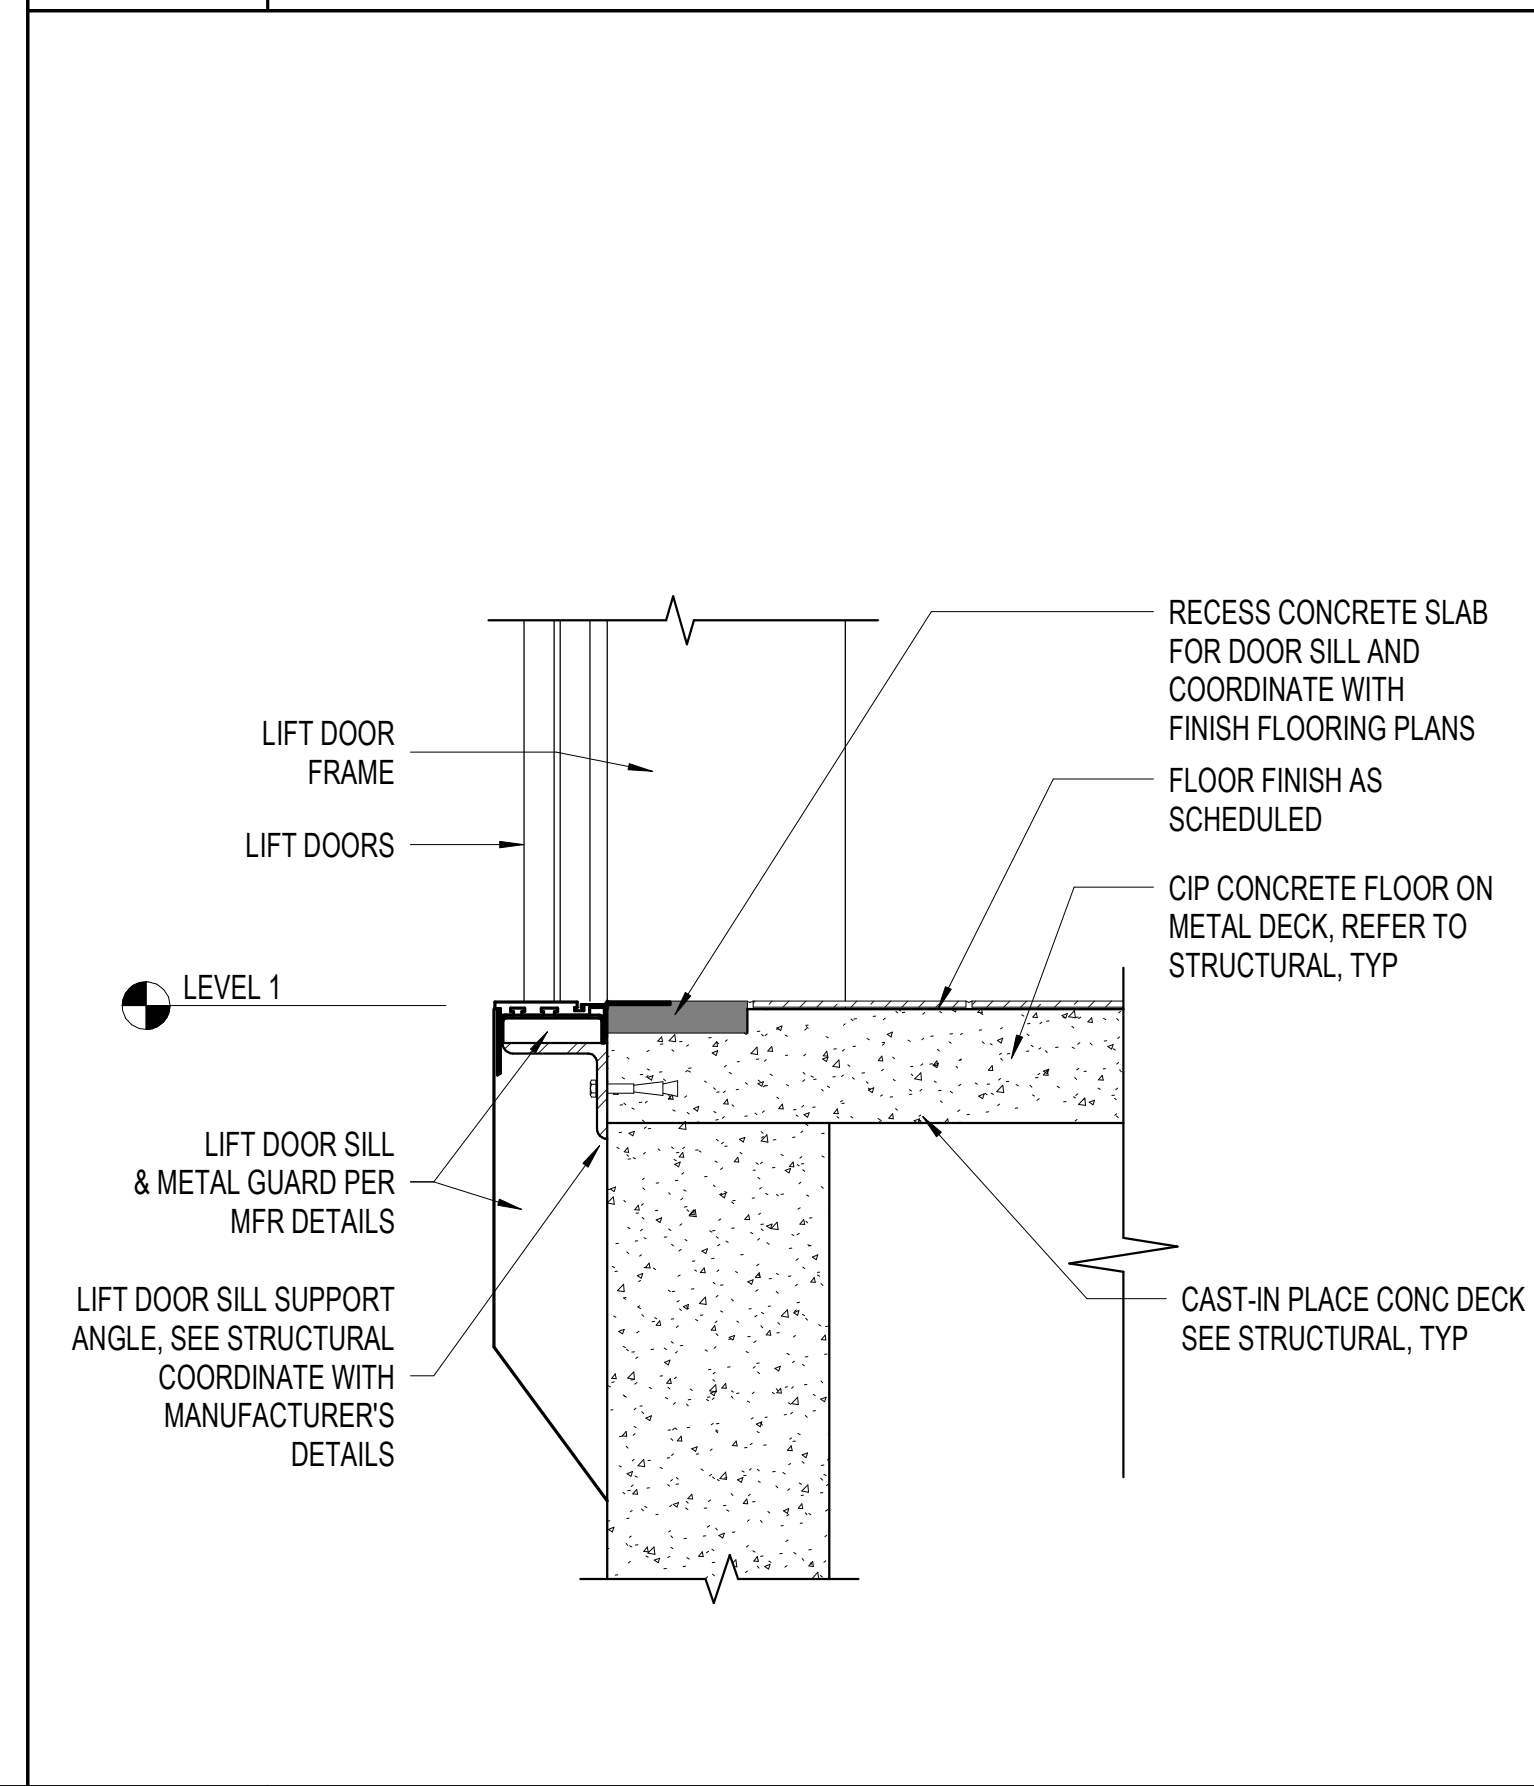 RECESS CONCRETE SLAB
FOR DOOR SILL AND
COORDINATE WITH
FINISH FLOORING PLANS
LIFT DOOR
FRAME
FLOOR FINISH AS
SCHEDULED
LIFT DOORS
CIP CONCRETE FLOOR ON
METAL DECK, REFER TO
STRUCTURAL, TYP
LEVEL 1
LIFT DOOR SILL
& METAL GUARD PER
MFR DETAILS
LIFT DOOR SILL SUPPORT
ANGLE, SEE STRUCTURAL
COORDINATE WITH
MANUFACTURER'S
DETAILS
CAST-IN PLACE CONC DECK
SEE STRUCTURAL, TYP